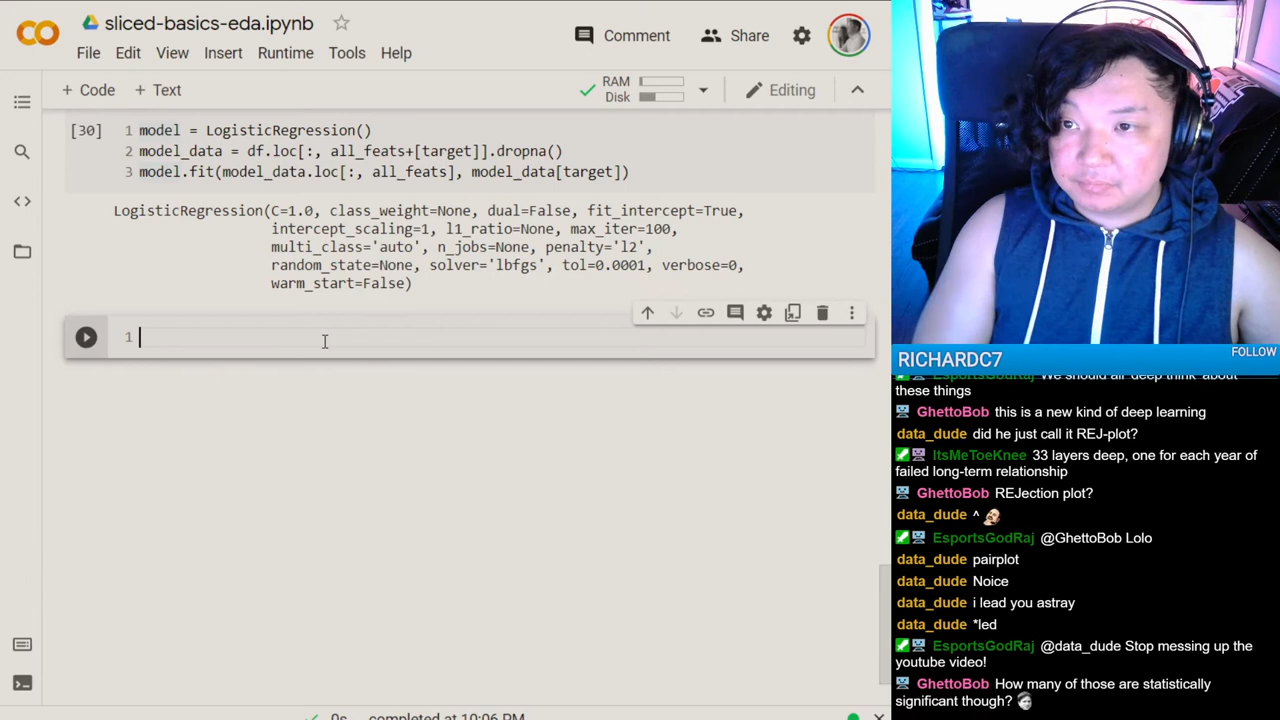 sliced-basics-eda.ipynb
Comment
Share
File Edit View Insert Runtime Tools Help
+ Code + Text
RAM
Disk
Editing
[30]
1 model = LogisticRegression()
2 model_data = df.loc[:, all_feats+[target]].dropna()
3 model.fit(model_data.loc[:, all_feats], model_data[target])
LogisticRegression(C=1.0, class_weight=None, dual=False, fit_intercept=True,
intercept_scaling=1, l1_ratio=None, max_iter=100,
multi_class='auto', n_jobs=None, penalty='l2',
random_state=None, solver='lbfgs', tol=0.0001, verbose=0,
warm_start=False)
1
0s completed at 10:06 PM
RICHARDC7
FOLLOW
EsportsGodRaj We should all deep think about
these things
GhettoBob this is a new kind of deep learning
data_dude did he just call it REJ-plot?
ItsMeToeKnee 33 layers deep, one for each year of
failed long-term relationship
GhettoBob REJection plot?
data_dude ^
EsportsGodRaj @GhettoBob Lolo
data_dude pairplot
data_dude Noice
data_dude i lead you astray
data_dude *led
EsportsGodRaj @data_dude Stop messing up the
youtube video!
GhettoBob How many of those are statistically
significant though?